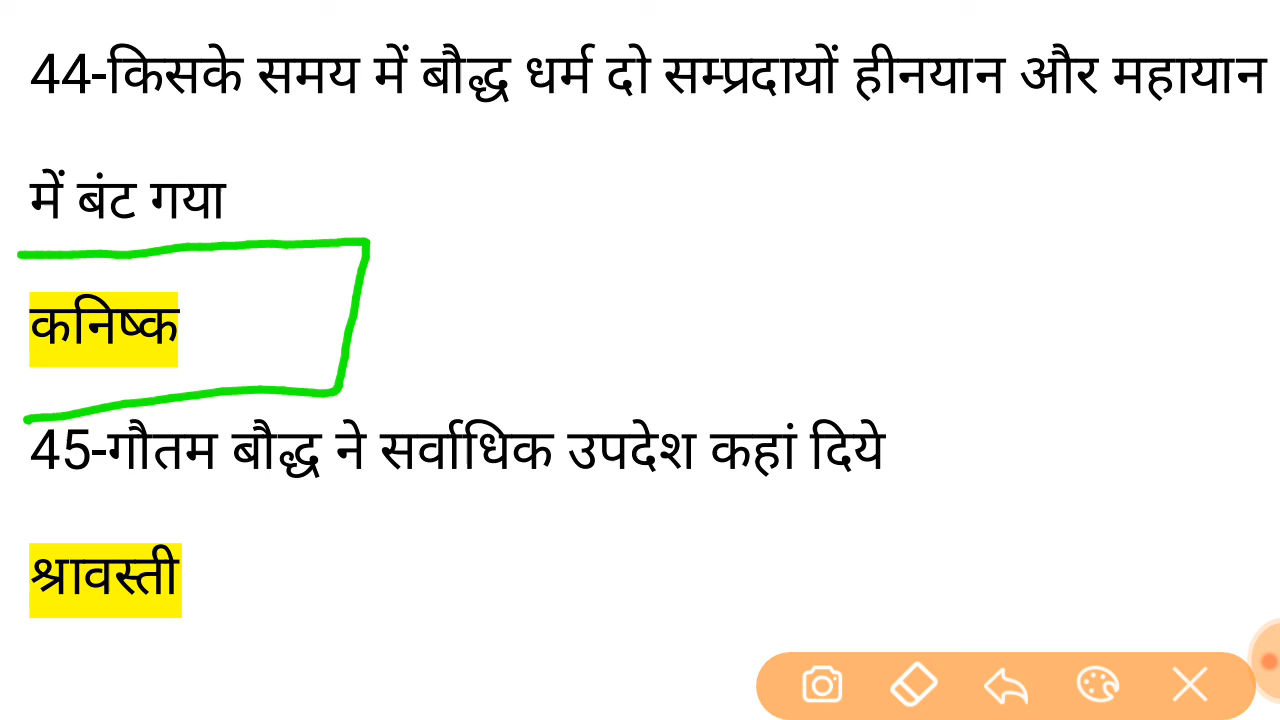 44-किसके समय में बौद्ध धर्म दो सम्प्रदायों हीनयान और महायान
में बंट गया
कनिष्क
45-गौतम बौद्ध ने सर्वाधिक उपदेश कहां दिये
श्रावस्ती